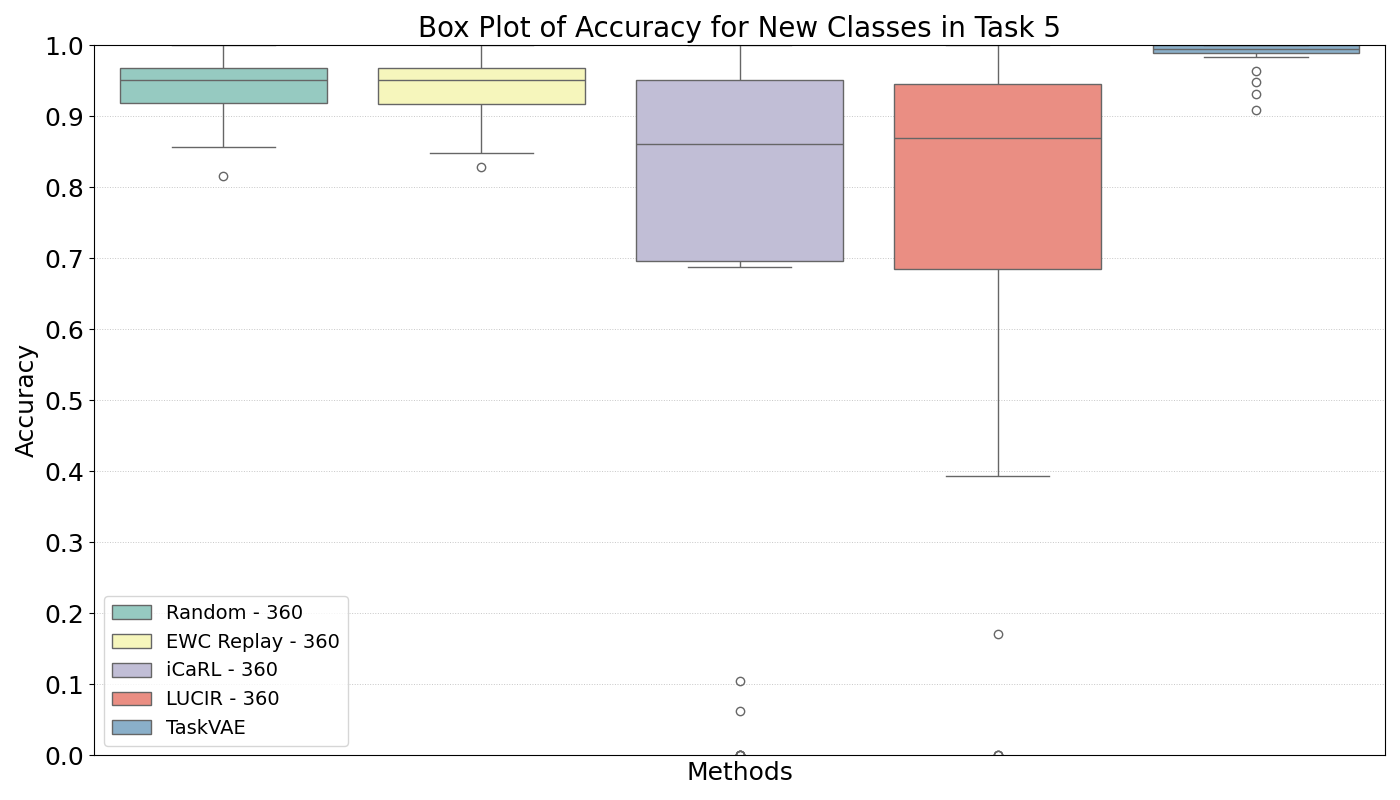 Box Plot of Accuracy for New Classes in Task 5
1.0
0.9
0.8
0.7
0.6
0.5
0.4
0.3
0.2
0.1
0.0
Accuracy
Random - 360
EWC Replay - 360
iCaRL - 360
LUCIR - 360
TaskVAE
Methods